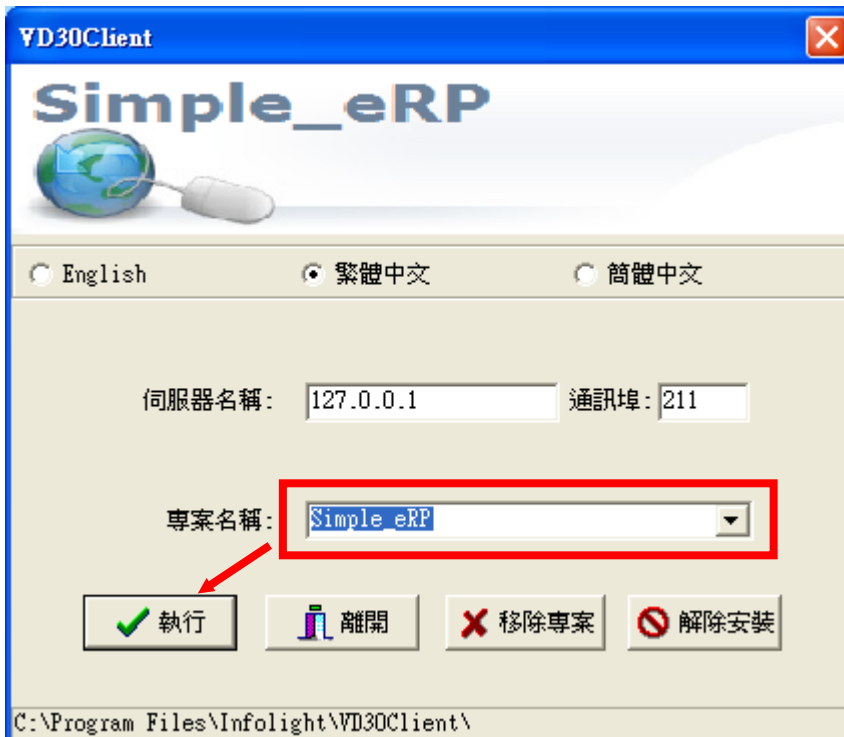 VD30Client
Simple_eRP
English 繁體中文 簡體中文
伺服器名稱: 127.0.0.1 通訊埠: 211
專案名稱: Simple_eRP
執行 離開 移除專案 解除安裝
C:\Program Files\Infolight\VD30Client\